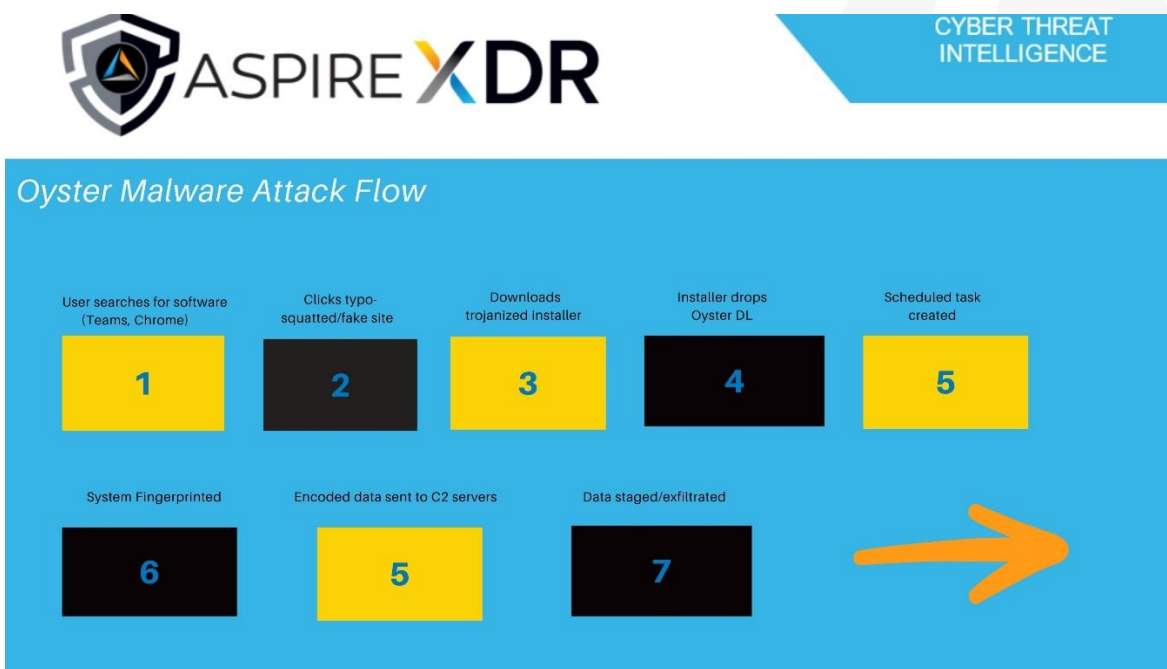 ASPIRE XDR
CYBER THREAT
INTELLIGENCE
Oyster Malware Attack Flow
User searches for software
(Teams, Chrome)
1
Clicks typo-
squatted/fake site
2
Downloads
trojanized installer
3
Installer drops
Oyster DL
4
Scheduled task
created
5
System Fingerprinted
6
Encoded data sent to C2 servers
5
Data staged/exfiltrated
7